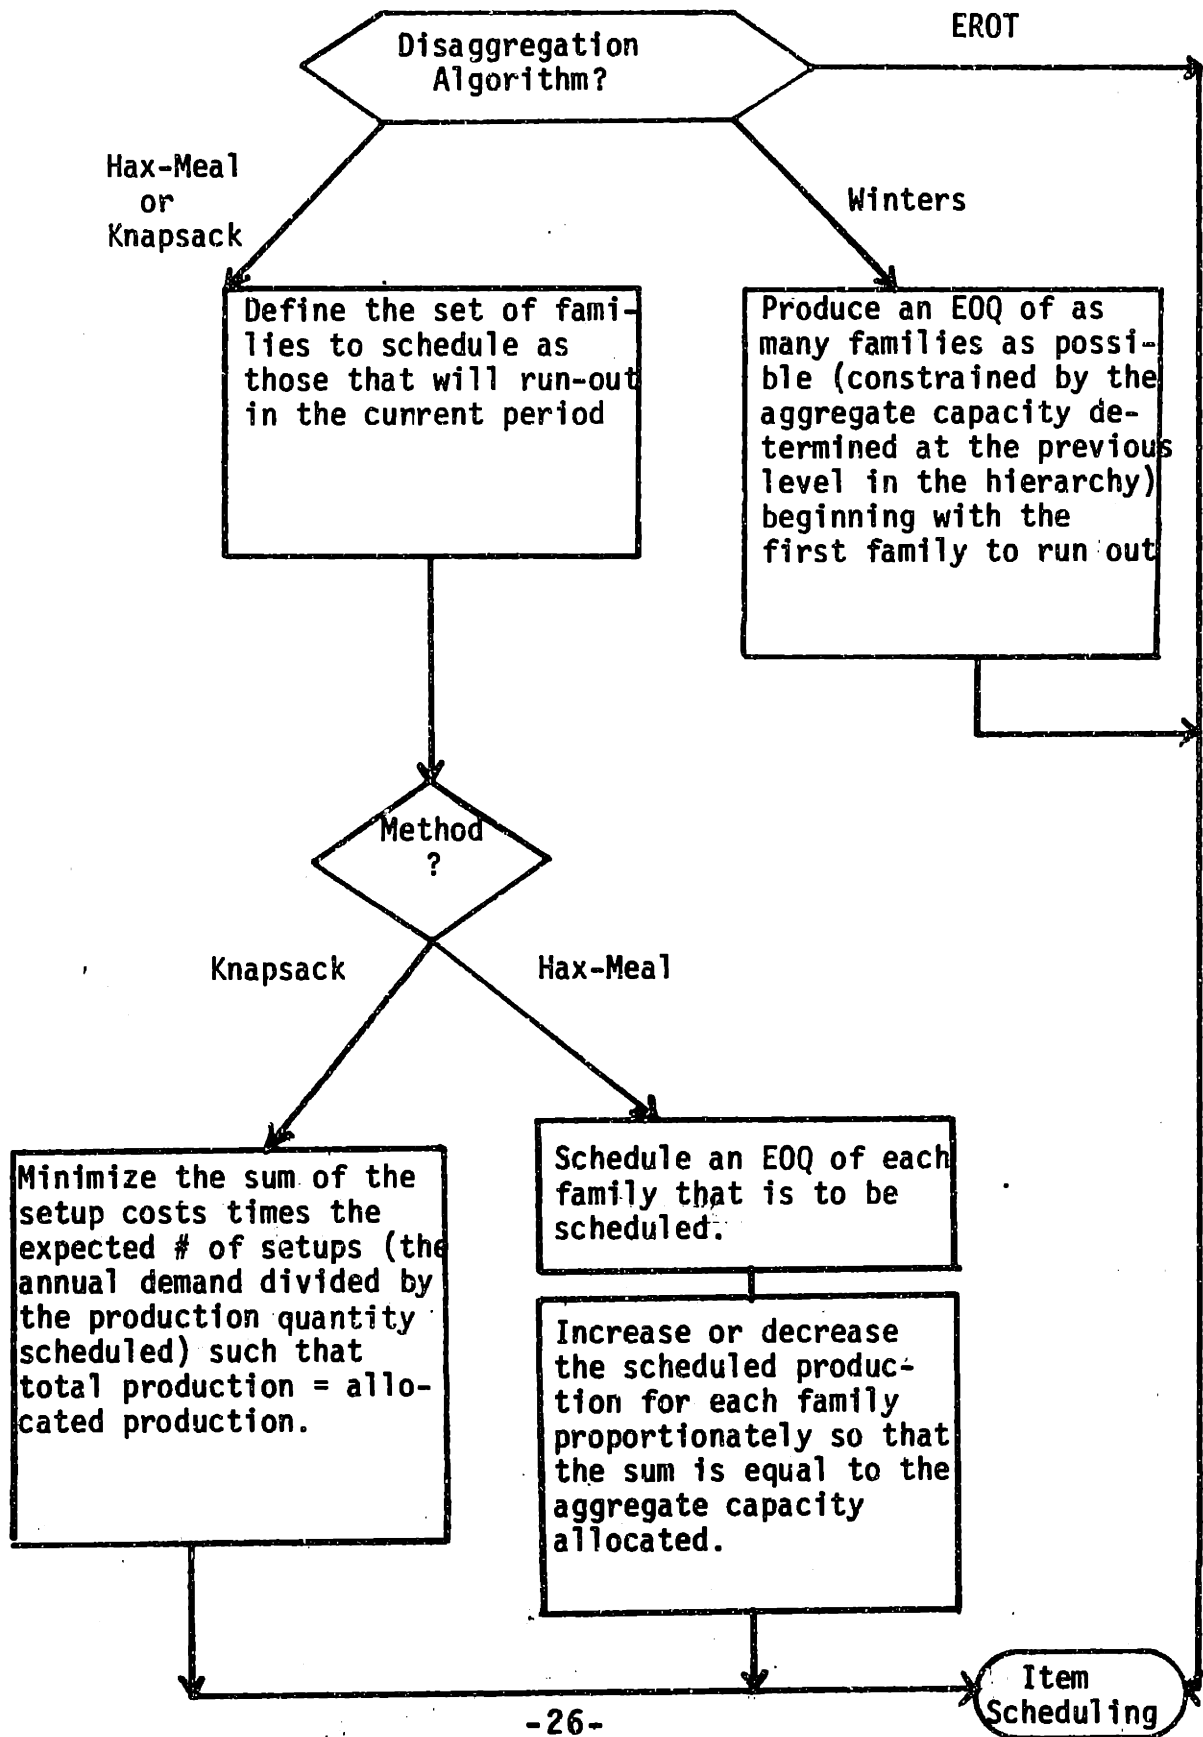 Disaggregation
Algorithm?
EROT
Hax-Meal
or
Knapsack
Winters
Define the set of fami-
lies to schedule as
those that will run-out
in the cunrent period
Produce an EOQ of as
many families as possi-
ble (constrained by the
aggregate capacity de-
termined at the previous
level in the hierarchy)
beginning with the
first family to run out
Method
?
Knapsack
Hax-Meal
Minimize the sum of the
setup costs times the
expected # of setups (the
annual demand divided by
the production quantity
scheduled) such that
total production = allo-
cated production.
Schedule an EOQ of each
family that is to be
scheduled.
Increase or decrease
the scheduled produc-
tion for each family
proportionately so that
the sum is equal to the
aggregate capacity
allocated.
Item
Scheduling
-26-